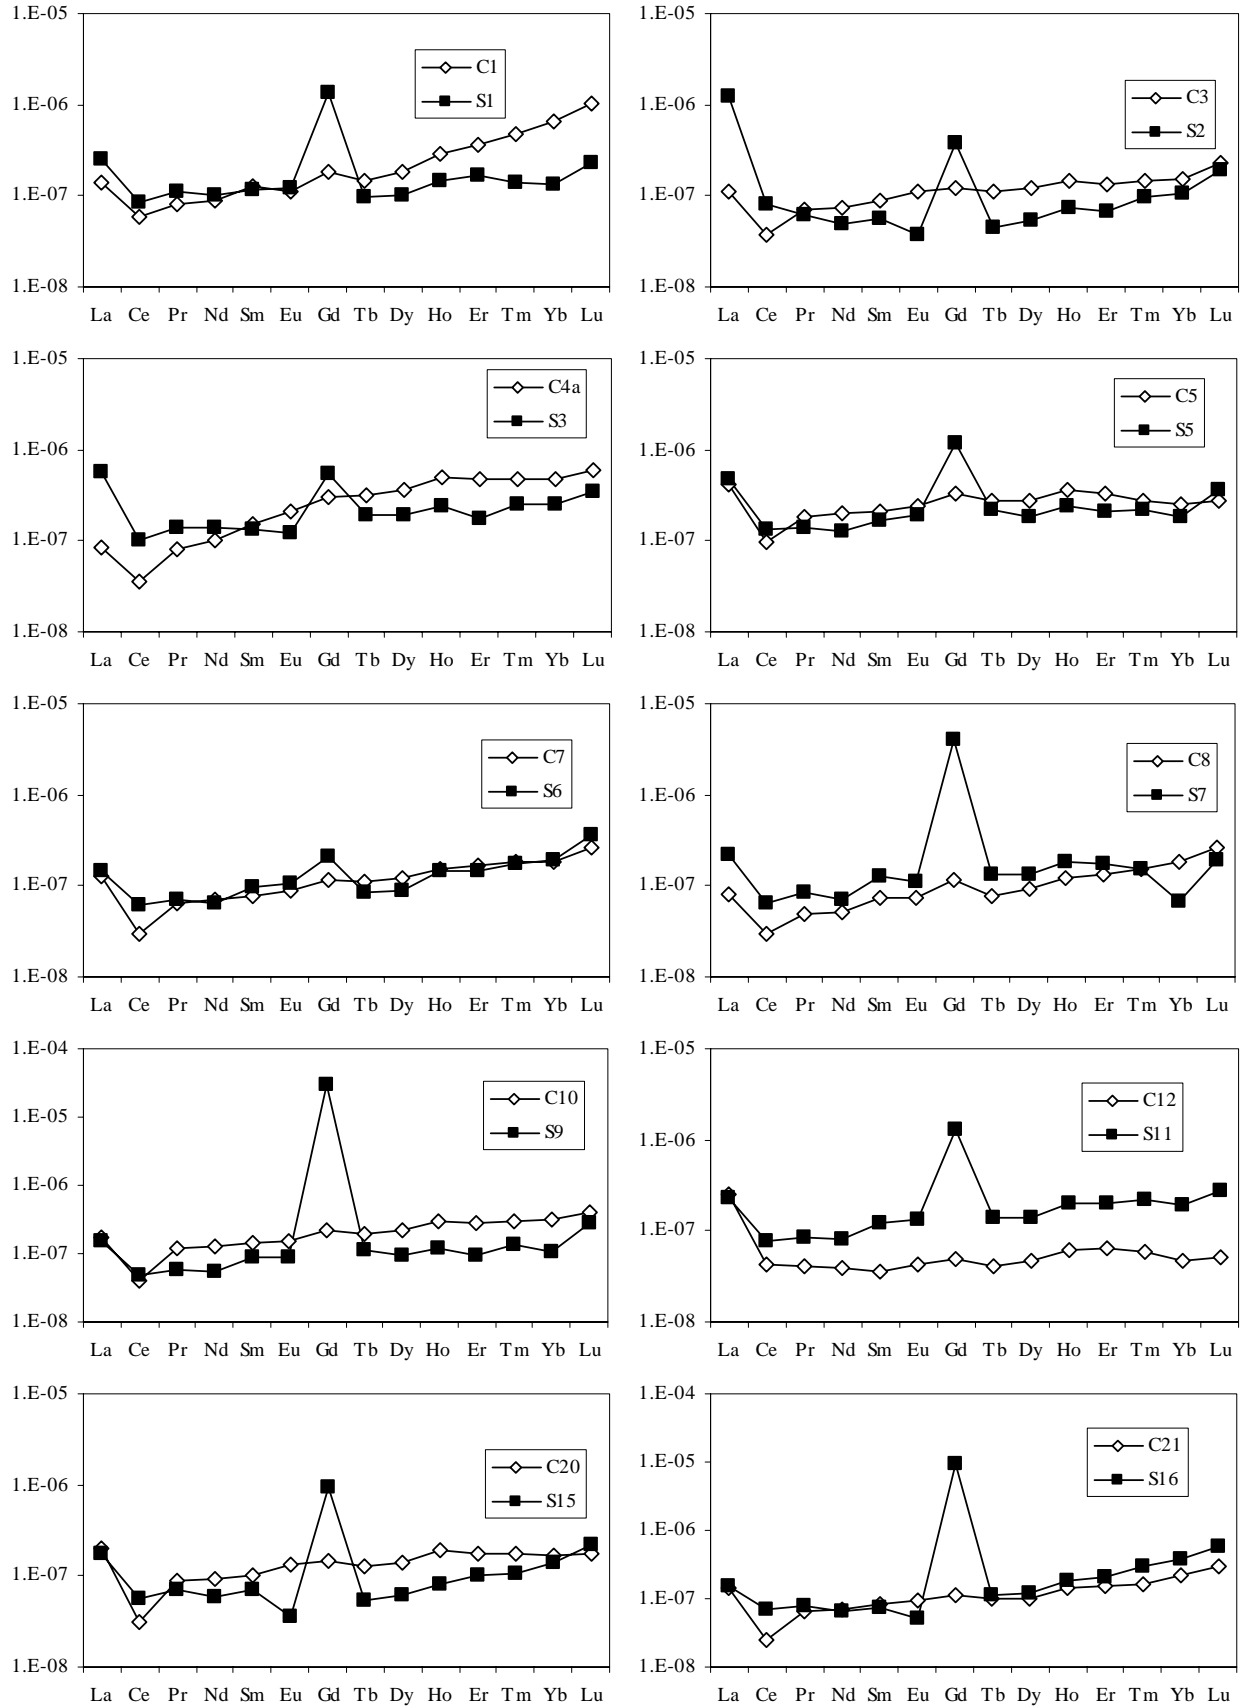 1.E-05
1.E-06
1.E-07
1.E-08
C1
S1
La Ce Pr Nd Sm Eu Gd Tb Dy Ho Er Tm Yb Lu
1.E-05
1.E-06
1.E-07
1.E-08
C3
S2
La Ce Pr Nd Sm Eu Gd Tb Dy Ho Er Tm Yb Lu
1.E-05
1.E-06
1.E-07
1.E-08
C4a
S3
La Ce Pr Nd Sm Eu Gd Tb Dy Ho Er Tm Yb Lu
1.E-05
1.E-06
1.E-07
1.E-08
C5
S5
La Ce Pr Nd Sm Eu Gd Tb Dy Ho Er Tm Yb Lu
1.E-05
1.E-06
1.E-07
1.E-08
C7
S6
La Ce Pr Nd Sm Eu Gd Tb Dy Ho Er Tm Yb Lu
1.E-05
1.E-06
1.E-07
1.E-08
C8
S7
La Ce Pr Nd Sm Eu Gd Tb Dy Ho Er Tm Yb Lu
1.E-04
1.E-05
1.E-06
1.E-07
1.E-08
C10
S9
La Ce Pr Nd Sm Eu Gd Tb Dy Ho Er Tm Yb Lu
1.E-05
1.E-06
1.E-07
1.E-08
C12
S11
La Ce Pr Nd Sm Eu Gd Tb Dy Ho Er Tm Yb Lu
1.E-05
1.E-06
1.E-07
1.E-08
C20
S15
La Ce Pr Nd Sm Eu Gd Tb Dy Ho Er Tm Yb Lu
1.E-04
1.E-05
1.E-06
1.E-07
1.E-08
C21
S16
La Ce Pr Nd Sm Eu Gd Tb Dy Ho Er Tm Yb Lu